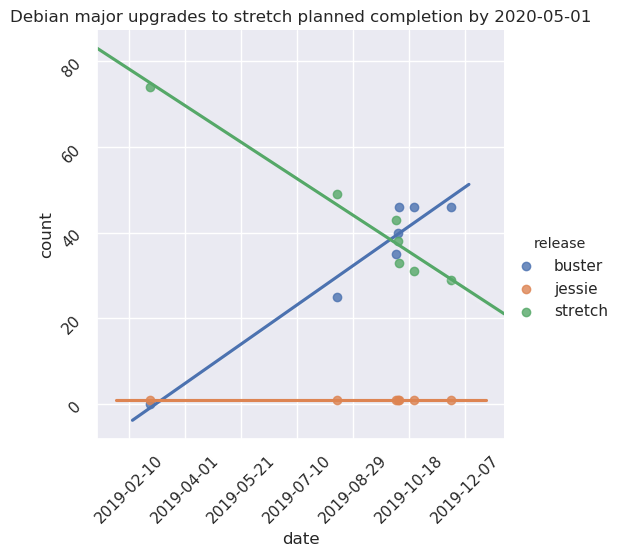 Debian major upgrades to stretch planned completion by 2020-05-01
80
60
40
20
0
count
2019-02-10
2019-04-01
2019-05-21
2019-07-10
2019-08-29
2019-10-18
2019-12-07
date
release
buster
jessie
stretch